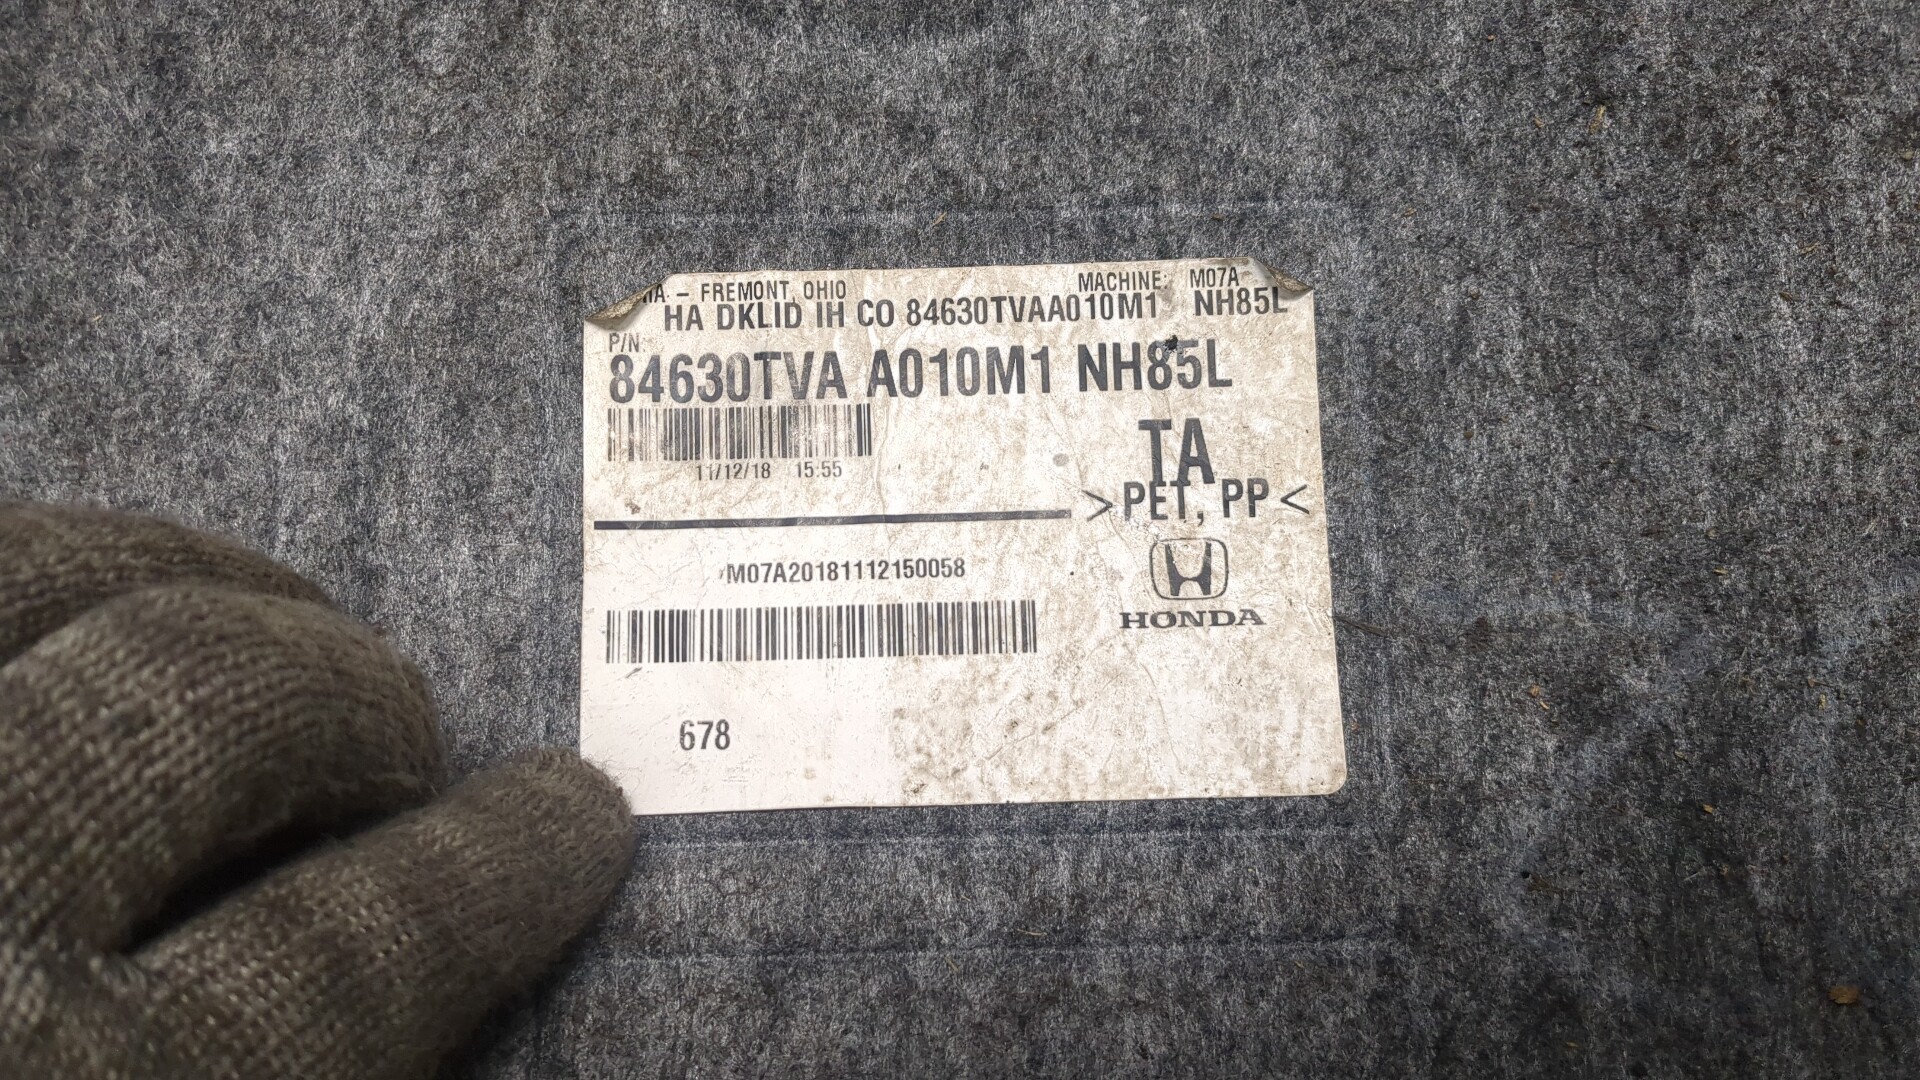 - FREMONT, OHIO MACHINE: M07A
HA DKLID IH CO 84630TVAA010M1 NH85L
P/N:
84630TVA A010M1 NH85L
11/12/18 15:55
TA
>PET, PP<
M07A20181112150058
HONDA
678